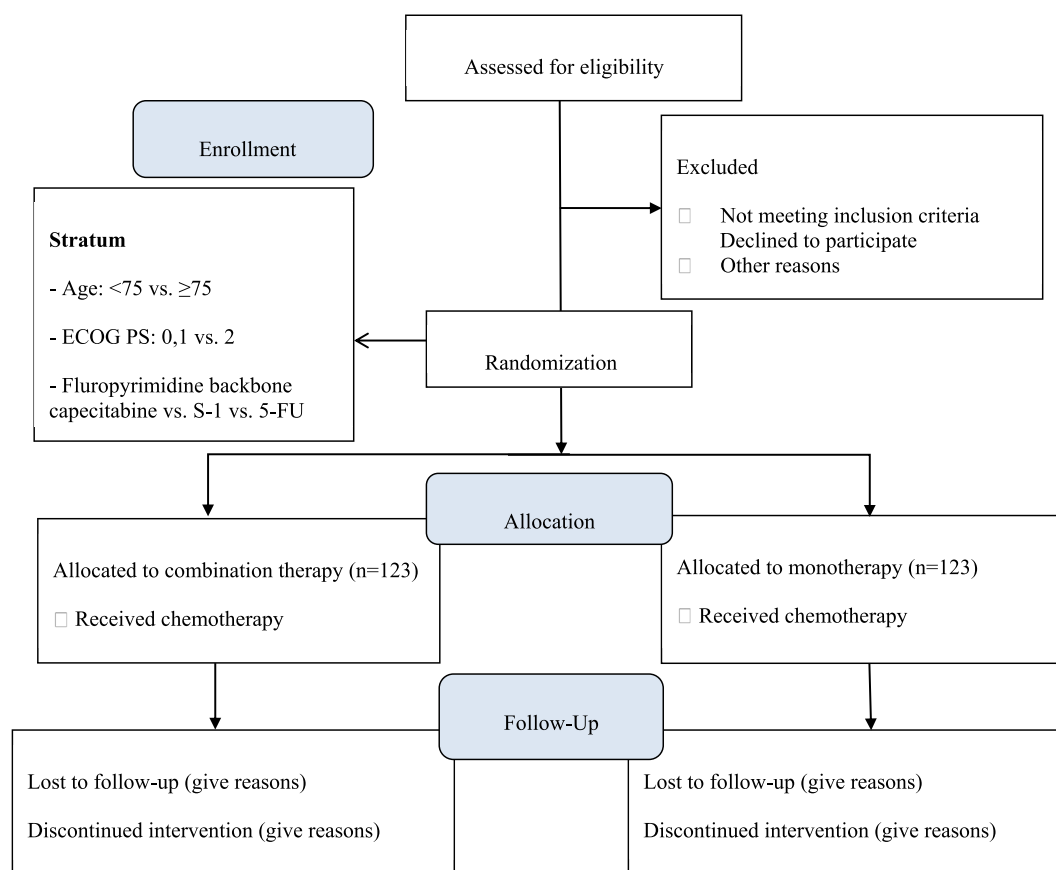 Assessed for eligibility
Enrollment
Excluded
□ Not meeting inclusion criteria
Declined to participate
□ Other reasons
Stratum
- Age: <75 vs. ≥75
- ECOG PS: 0,1 vs. 2
- Fluropyrimidine backbone
capecitabine vs. S-1 vs. 5-FU
Randomization
Allocation
Allocated to combination therapy (n=123)
□ Received chemotherapy
Allocated to monotherapy (n=123)
□ Received chemotherapy
Follow-Up
Lost to follow-up (give reasons)
Discontinued intervention (give reasons)
Lost to follow-up (give reasons)
Discontinued intervention (give reasons)